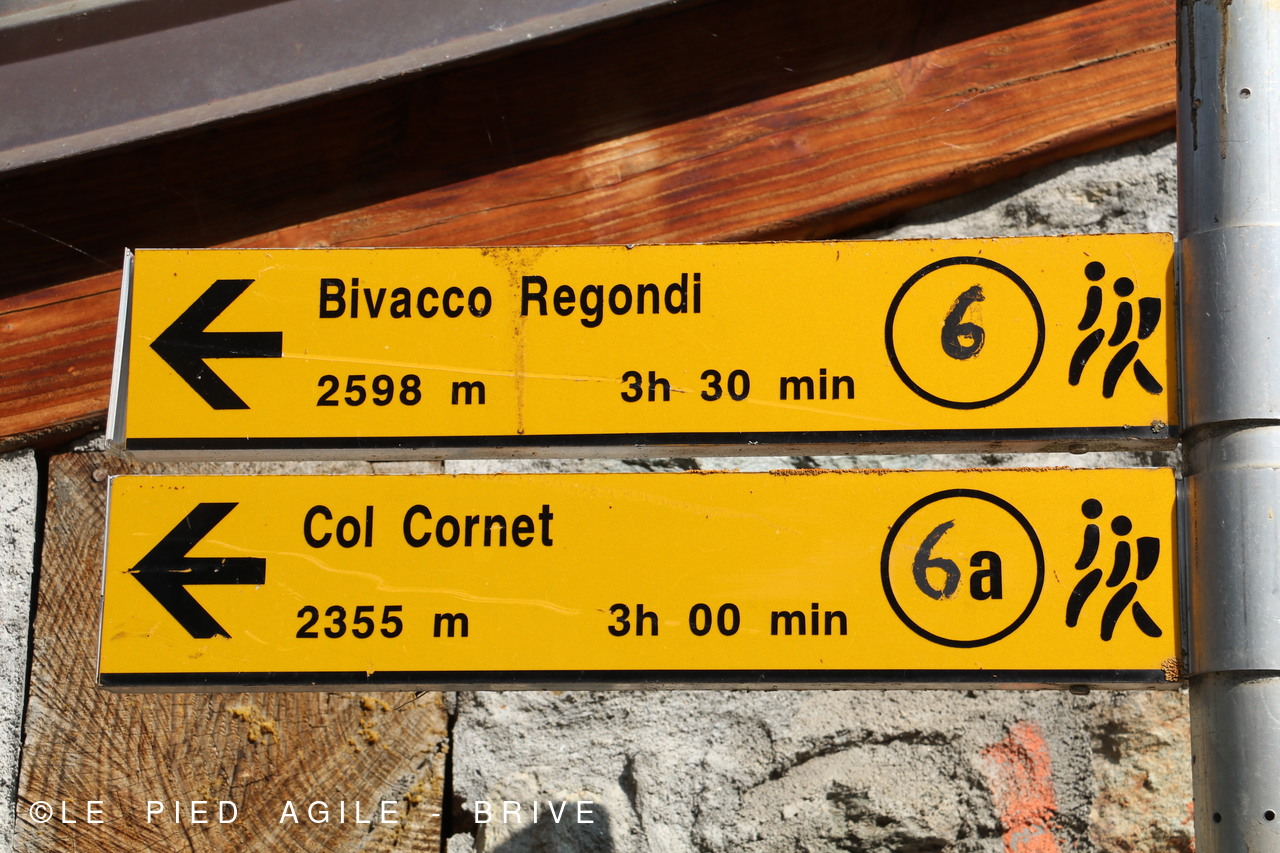 Bivacco Regondi
2598 m 3h 30 min
6
Col Cornet
2355 m 3h 00 min
6a
©LE PIED AGILE - BRIVE